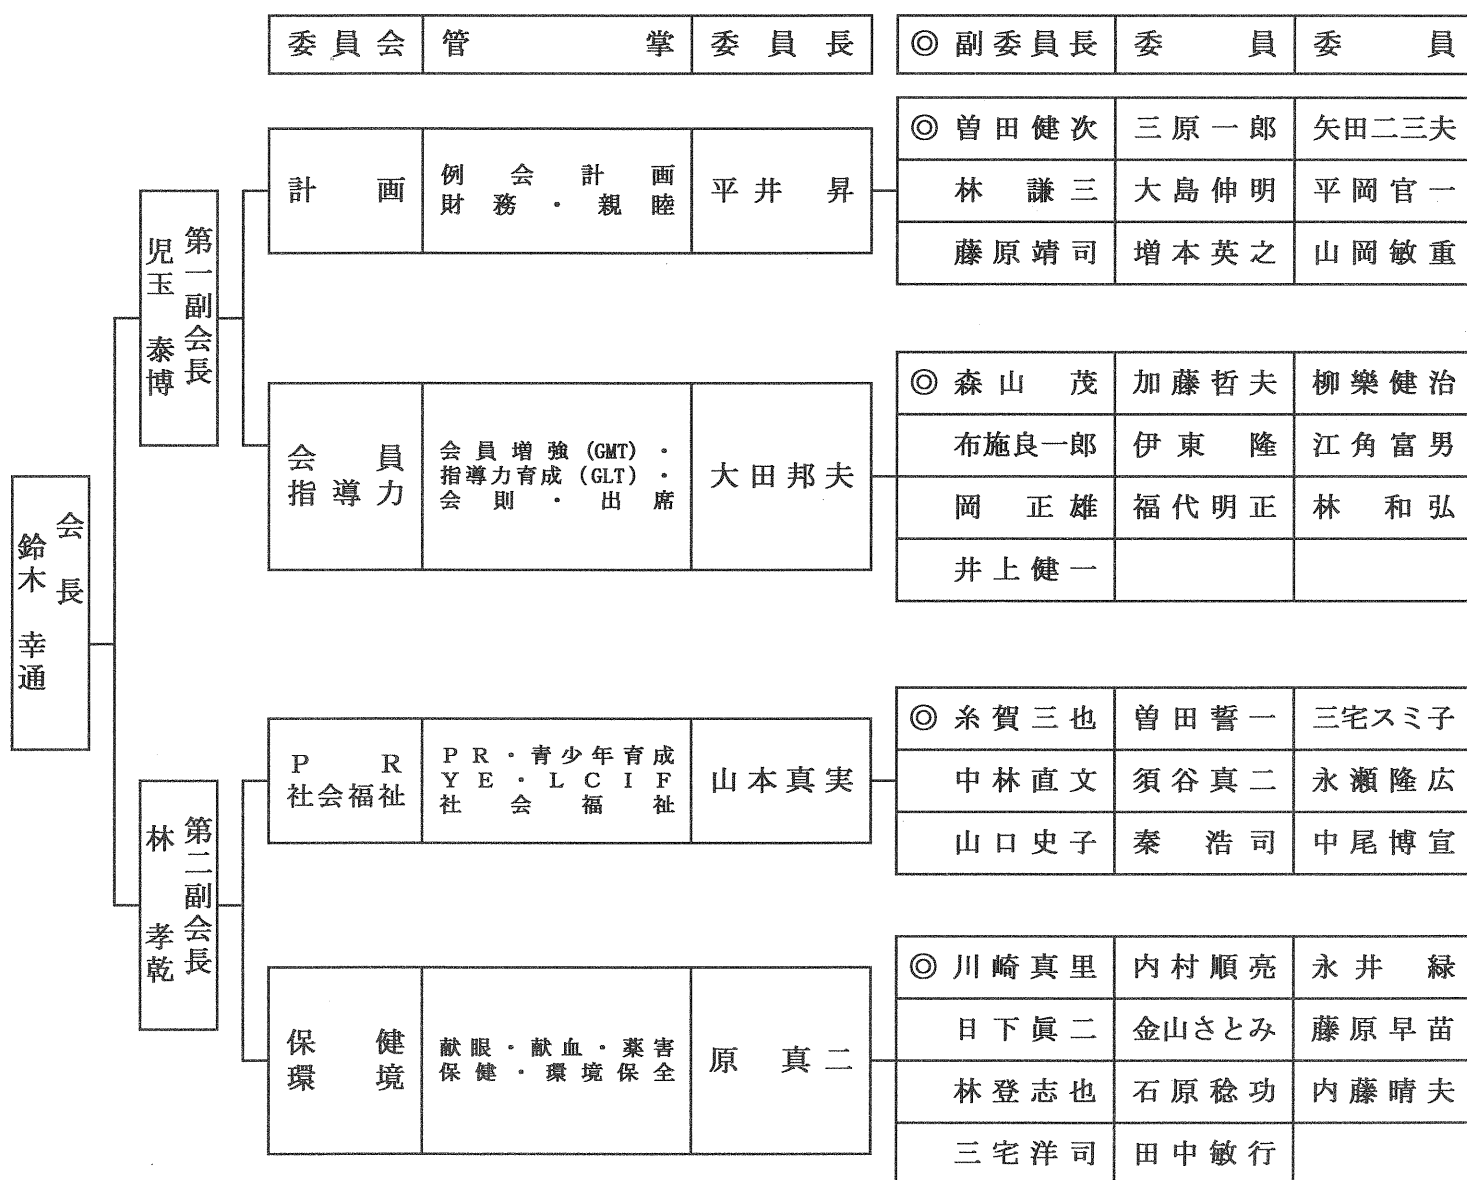 委員会 管掌 委員長 ◎副委員長 委員 委員
会長
鈴木 幸通
第一副会長
児玉 泰博
計画
例会計画
財務・親睦
平井 昇
◎曽田健次 三原一郎 矢田二三夫
林 謙三 大島伸明 平岡官一
藤原靖司 増本英之 山岡敏重
会員
指導力
会員増強(GMT)・
指導力育成(GLT)・
会則・出席
大田邦夫
◎森山 茂 加藤哲夫 柳樂健治
布施良一郎 伊東 隆 江角富男
岡 正雄 福代明正 林 和弘
井上健一
第二副会長
林 孝乾
PR
社会福祉
PR・青少年育成
YE・LCIF
社会福祉
山本真実
◎糸賀三也 曽田誓一 三宅スミ子
中林直文 須谷真二 永瀬隆広
山口史子 秦 浩司 中尾博宣
保健
環境
献眼・献血・薬害
保健・環境保全
原 真二
◎川崎真里 内村順亮 永井 緑
日下眞二 金山さとみ 藤原早苗
林登志也 石原稔功 内藤晴夫
三宅洋司 田中敏行